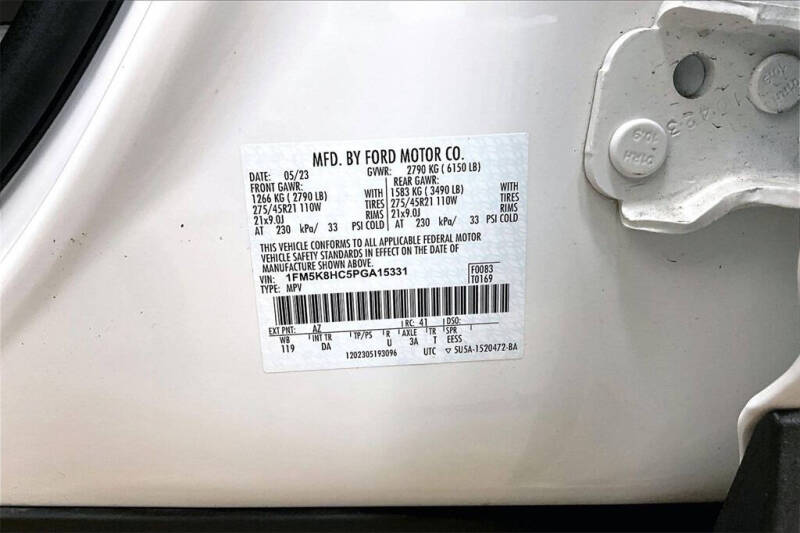 MFD. BY FORD MOTOR CO.
DATE: 05/23 GVWR: 2790 KG ( 6150 LB)
FRONT GAWR: REAR GAWR:
1266 KG ( 2790 LB) WITH 1583 KG ( 3490 LB) WITH
275/45R21 110W TIRES 275/45R21 110W TIRES
21x9.0J RIMS 21x9.0J RIMS
AT 230 kPa/ 33 PSI COLD AT 230 kPa/ 33 PSI COLD
THIS VEHICLE CONFORMS TO ALL APPLICABLE FEDERAL MOTOR
VEHICLE SAFETY STANDARDS IN EFFECT ON THE DATE OF
MANUFACTURE SHOWN ABOVE.
VIN: 1FM5K8HC5PGA15331 F0083
TYPE: MPV T0169
EXT PNT: AZ RC: 41 DSO:
WB INT TR TP/PS R AXLE TR SPR
119 DA U 3A T EESS
1202305193096 UTC ▽ 5U5A-1520472-BA
10.9